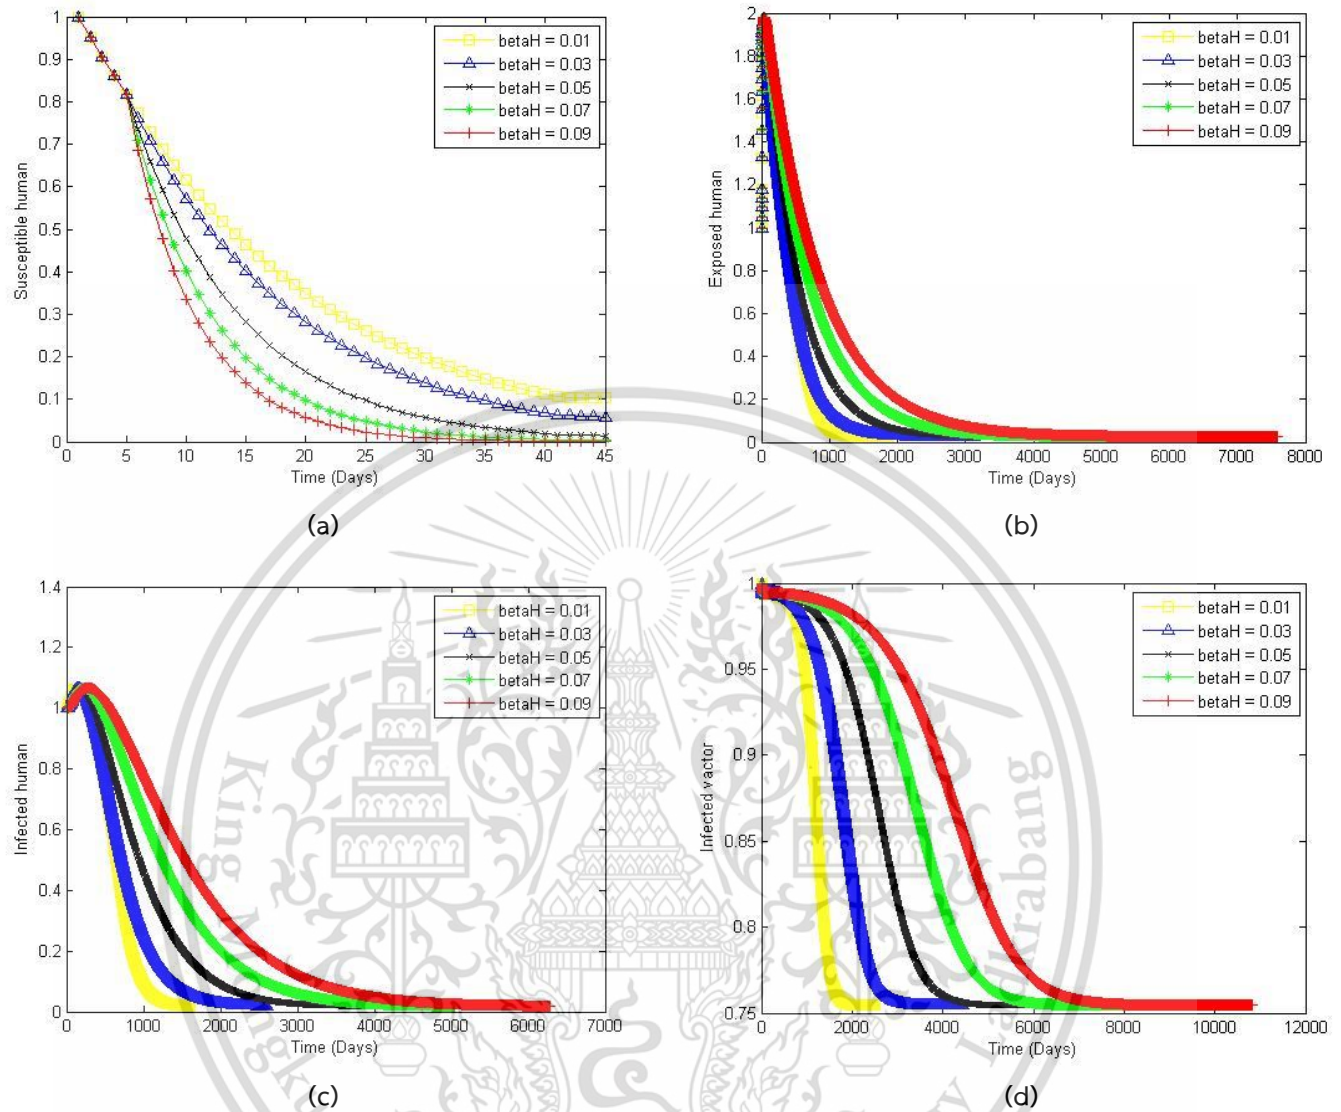 1
0.9
0.8
0.7
0.6
0.5
0.4
0.3
0.2
0.1
0
Susceptible human
betaH = 0.01
betaH = 0.03
betaH = 0.05
betaH = 0.07
betaH = 0.09
0 5 10 15 20 25 30 35 40 45
Time (Days)
(a)
2
1.8
1.6
1.4
1.2
1
0.8
0.6
0.4
0.2
0
Exposed human
betaH = 0.01
betaH = 0.03
betaH = 0.05
betaH = 0.07
betaH = 0.09
0 1000 2000 3000 4000 5000 6000 7000 8000
Time (Days)
(b)
1.4
1.2
1
0.8
0.6
0.4
0.2
0
Infected human
betaH = 0.01
betaH = 0.03
betaH = 0.05
betaH = 0.07
betaH = 0.09
0 1000 2000 3000 4000 5000 6000 7000
Time (Days)
(c)
1
0.95
0.9
0.85
0.8
0.75
Infected vactor
betaH = 0.01
betaH = 0.03
betaH = 0.05
betaH = 0.07
betaH = 0.09
0 2000 4000 6000 8000 10000 12000
Time (Days)
(d)
King